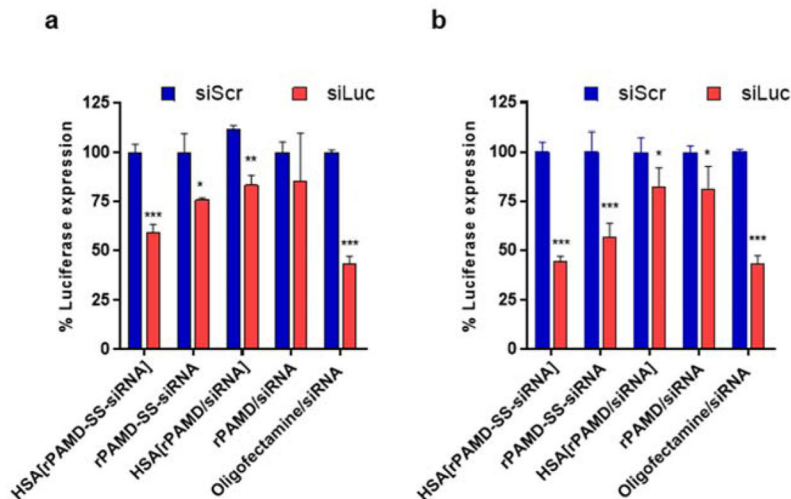 a
siScr siLuc
% Luciferase expression
125
100
75
50
25
0
***
*
**
***
HSA[rPAMD-SS-siRNA]
rPAMD-SS-siRNA
HSA[rPAMD/siRNA]
rPAMD/siRNA
Oligofectamine/siRNA
b
siScr siLuc
% Luciferase expression
125
100
75
50
25
0
***
***
*
*
***
HSA[rPAMD-SS-siRNA]
rPAMD-SS-siRNA
HSA[rPAMD/siRNA]
rPAMD/siRNA
Oligofectamine/siRNA